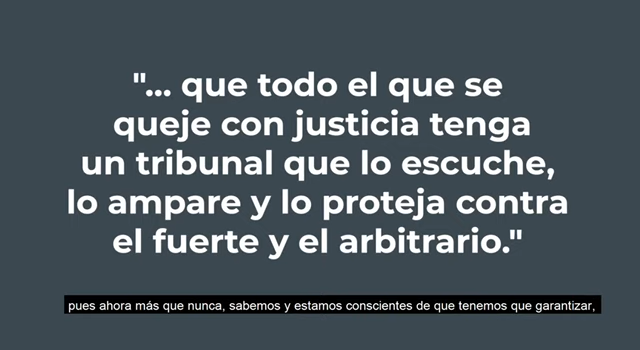 "... que todo el que se
queje con justicia tenga
un tribunal que lo escuche,
lo ampare y lo proteja contra
el fuerte y el arbitrario."
pues ahora más que nunca, sabemos y estamos conscientes de que tenemos que garantizar,